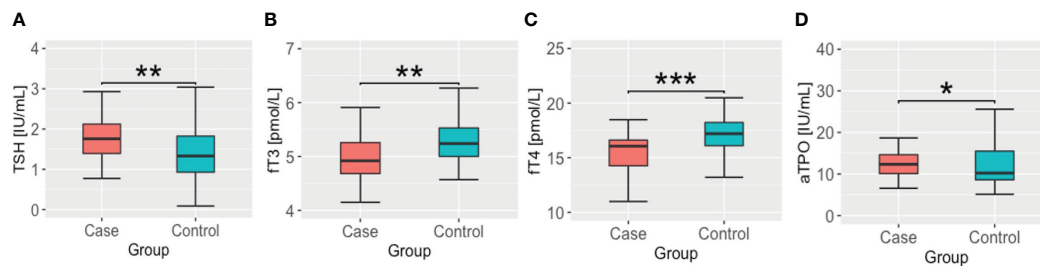 A
TSH [IU/mL]
4
3
2
1
0
**
Case
Control
Group
B
fT3 [pmol/L]
7
6
5
4
**
Case
Control
Group
C
fT4 [pmol/L]
25
20
15
10
***
Case
Control
Group
D
aTPO [IU/mL]
40
30
20
10
0
*
Case
Control
Group